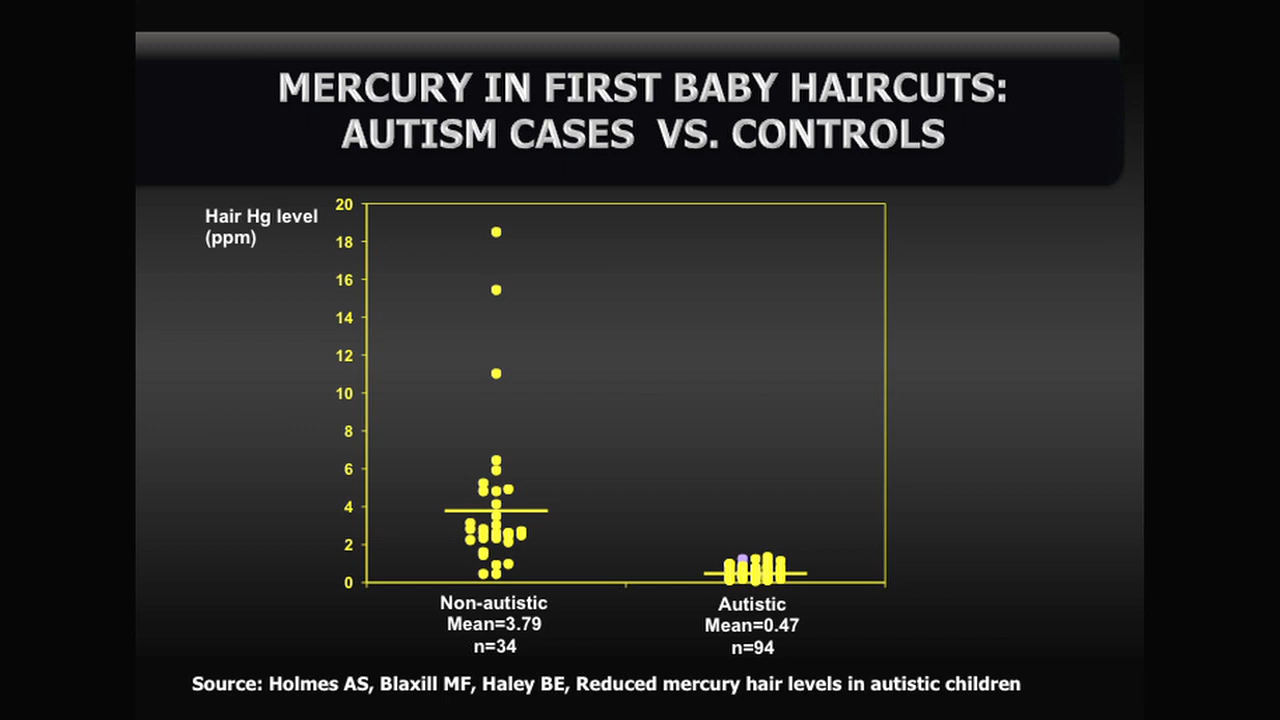 MERCURY IN FIRST BABY HAIRCUTS:
AUTISM CASES VS. CONTROLS
Hair Hg level
(ppm)
20
18
16
14
12
10
8
6
4
2
0
Non-autistic
Mean=3.79
n=34
Autistic
Mean=0.47
n=94
Source: Holmes AS, Blaxill MF, Haley BE, Reduced mercury hair levels in autistic children